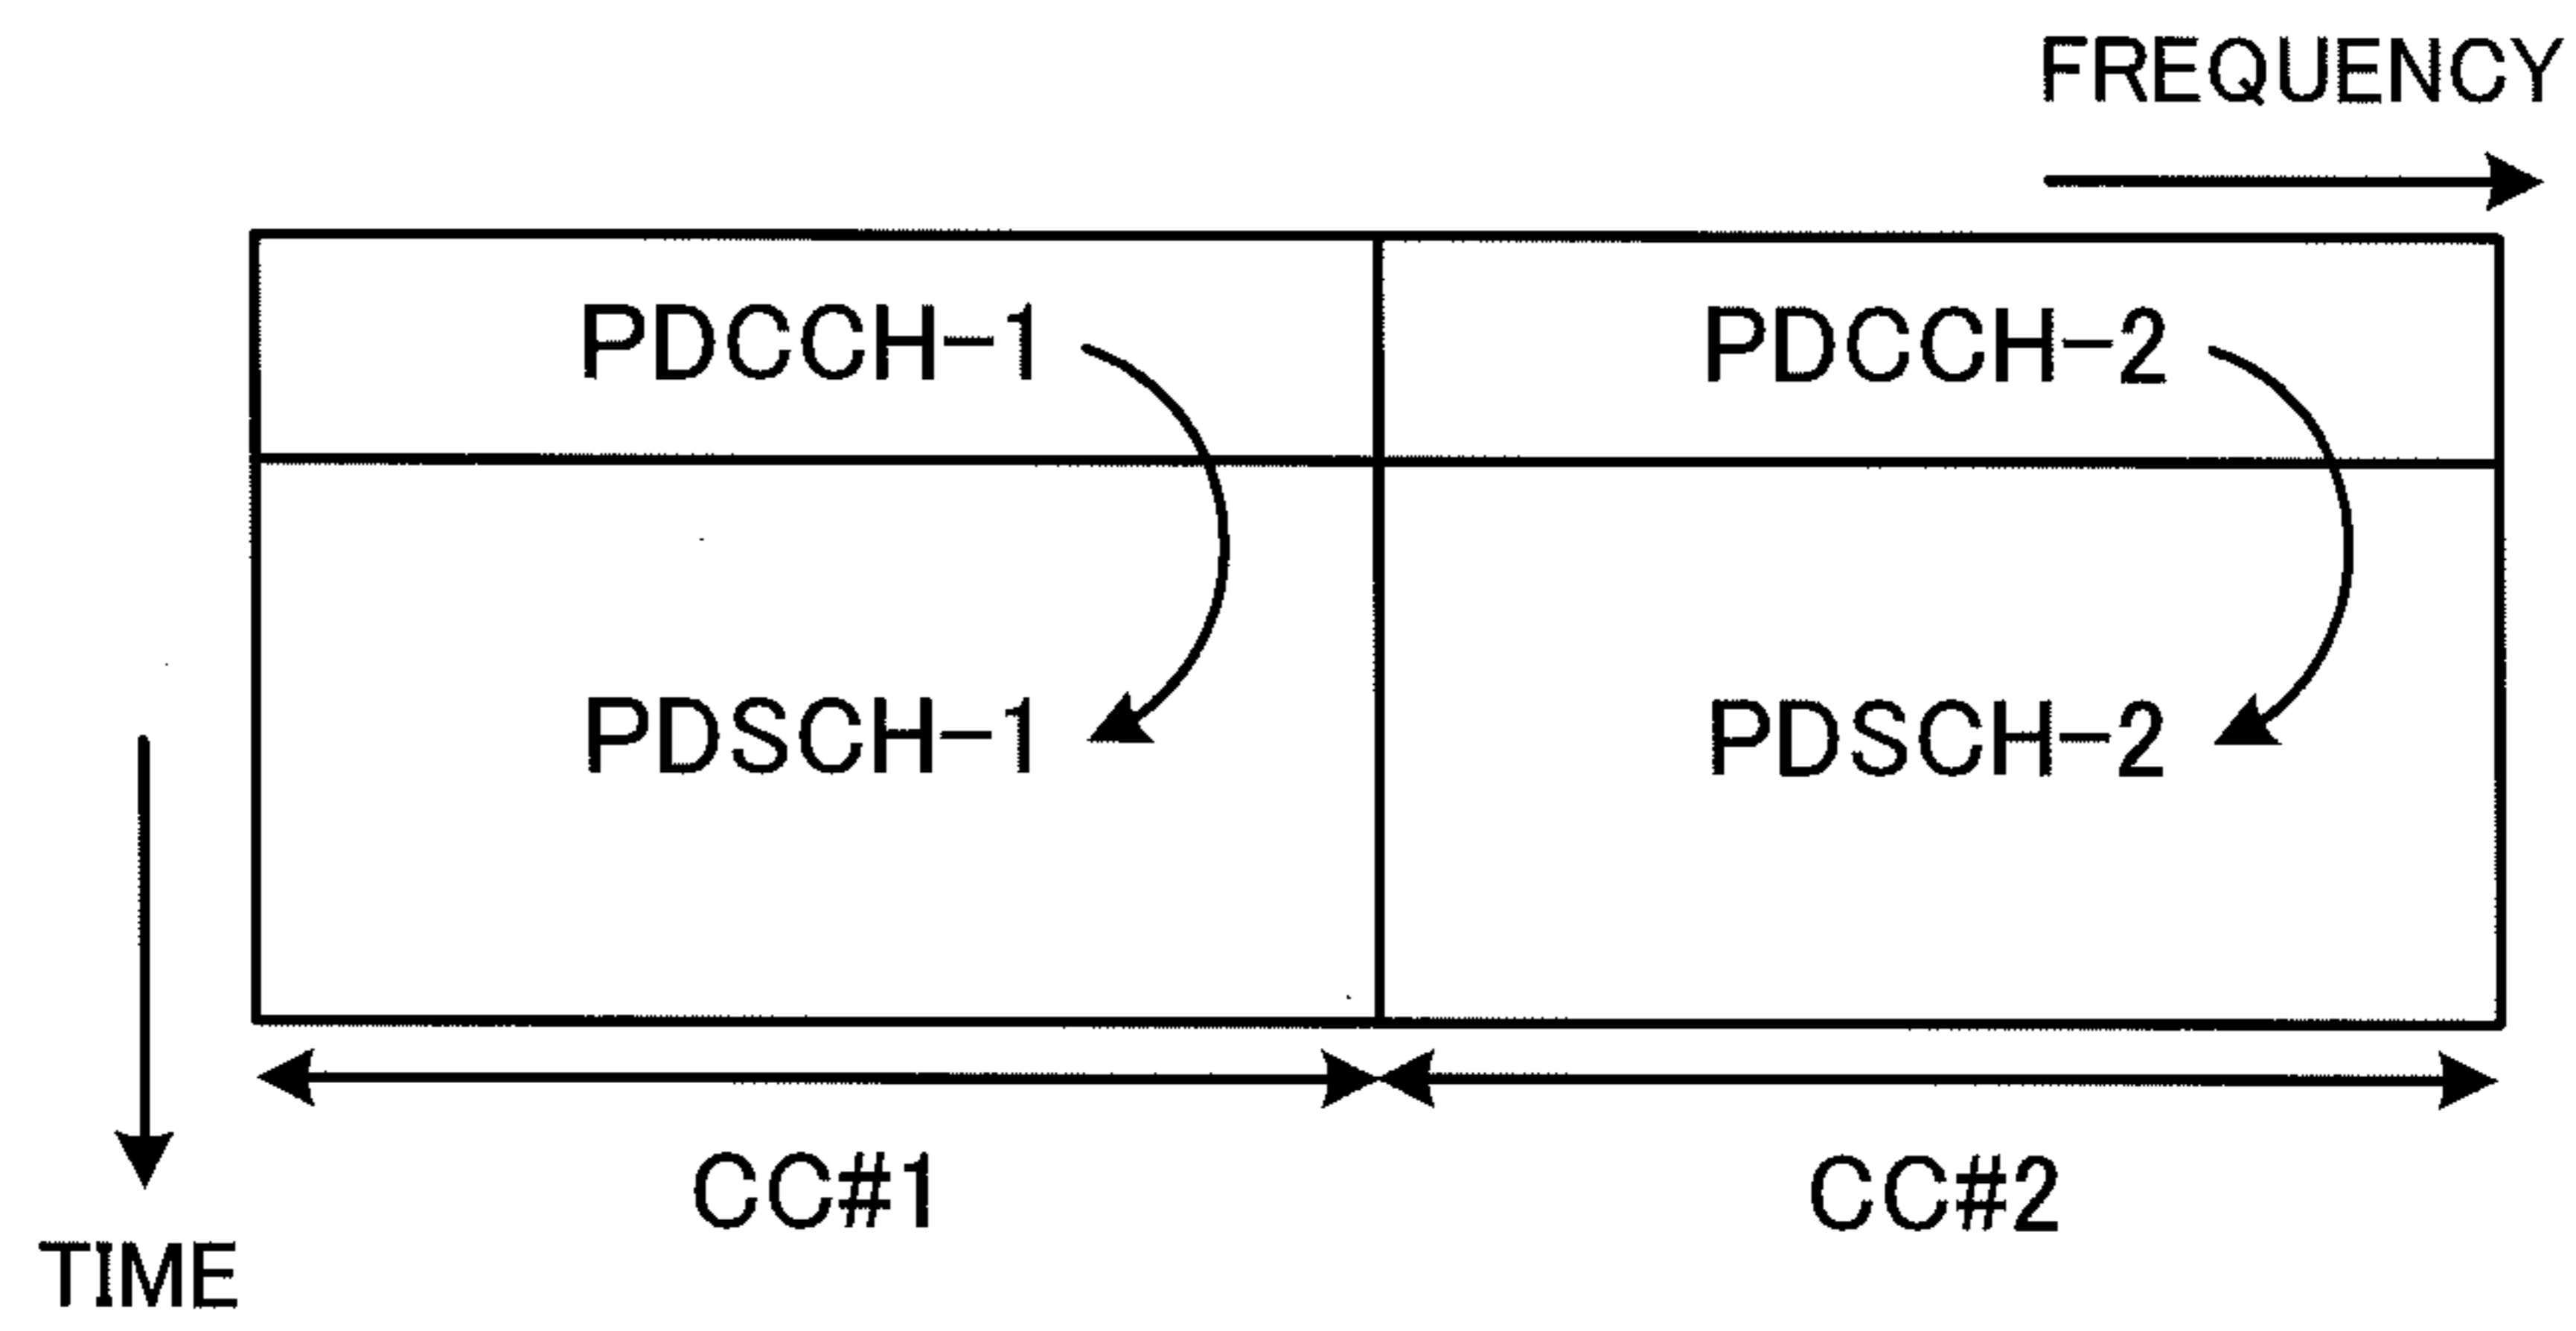 FREQUENCY
PDCCH-1
PDCCH-2
PDSCH-1
PDSCH-2
CC#1
CC#2
TIME